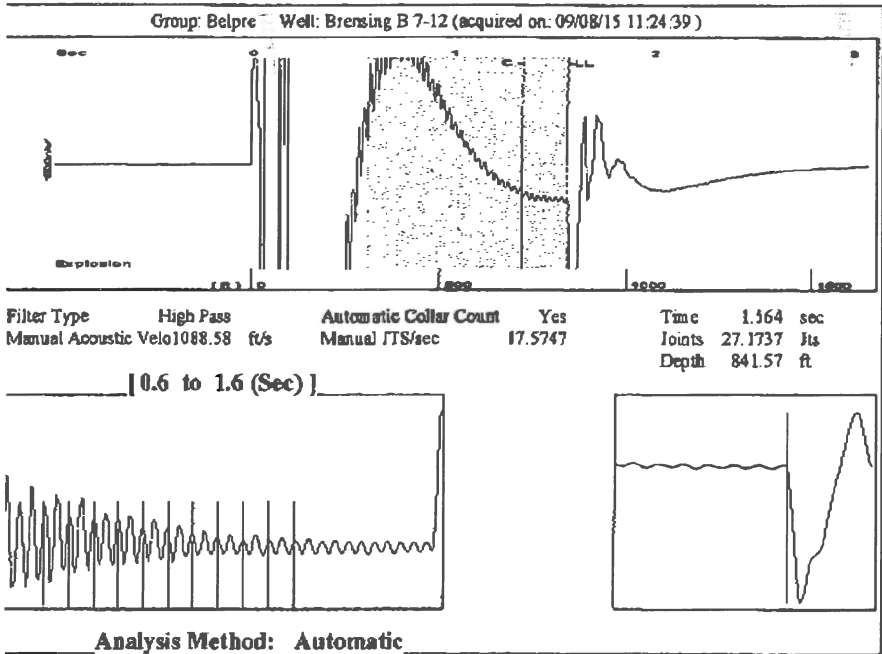 Group: Belpre Well: Brensing B 7-12 (acquired on: 09/08/15 11:24:39 )
Sec 0 1 2 3
LL
Explosion
0 500 1000 1500
Filter Type High Pass Automatic Collar Count Yes Time 1.564 sec
Manual Acoustic Velo1088.58 ft/s Manual JTS/sec 17.5747 Joints 27.1737 Jts
Depth 841.57 ft
[ 0.6 to 1.6 (Sec) ]
Analysis Method: Automatic